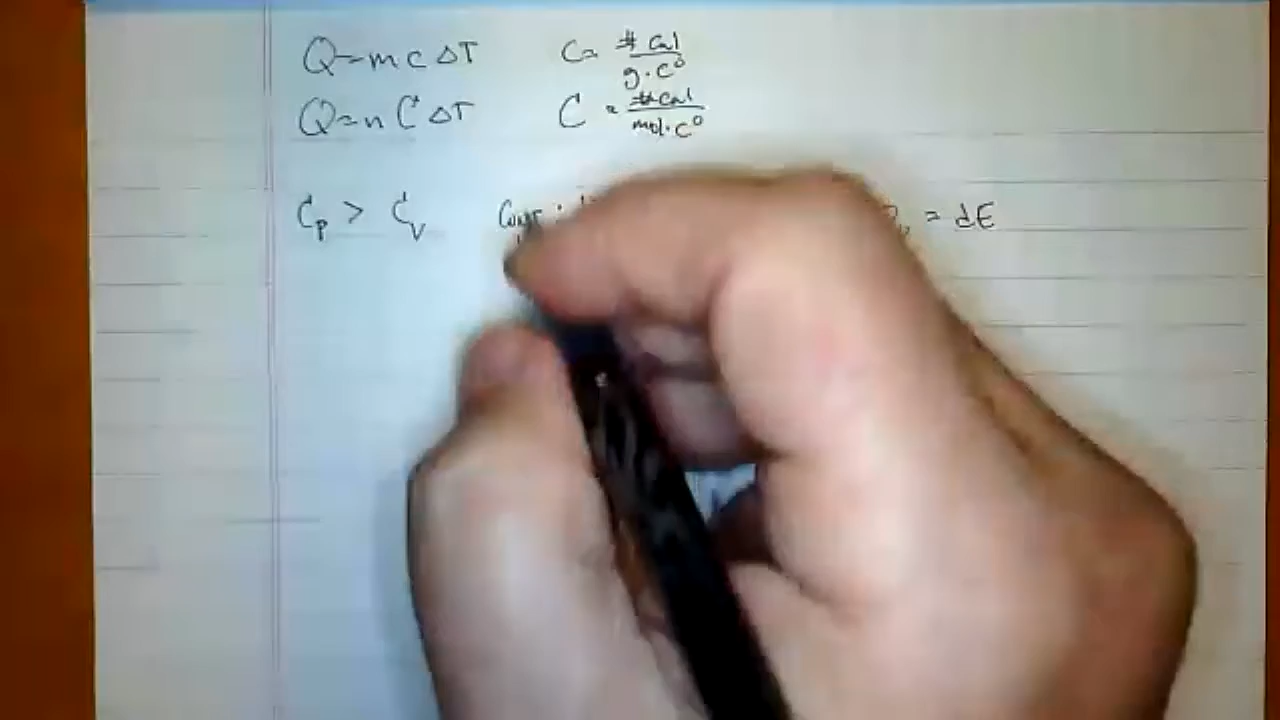 Q=mcΔT C= # Cal / g·C°
Q=nCΔT C = # Cal / mol·C°
Cp > Cv = dE